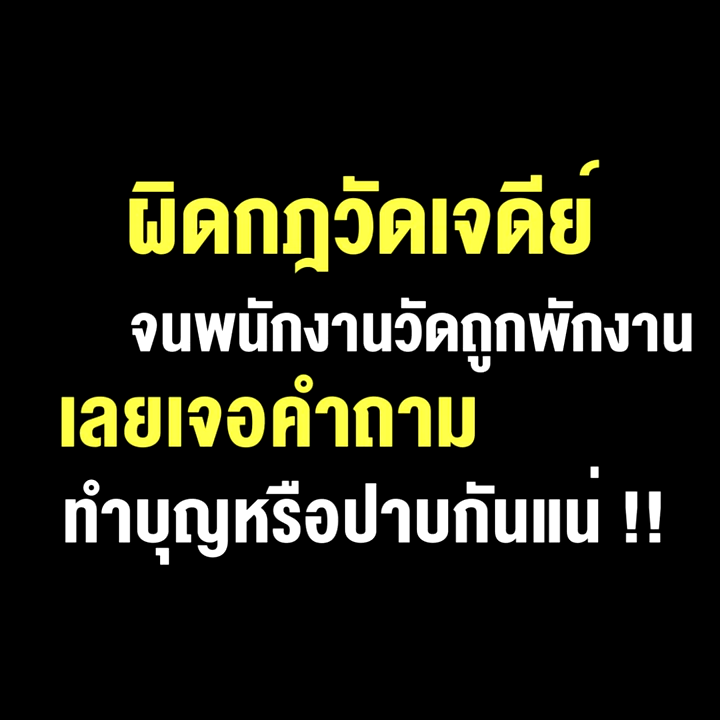 ผิดกฎวัดเจดีย์
จนพนักงานวัดถูกพักงาน
เลยเจอคำถาม
ทำบุญหรือปาบกันแน่ !!